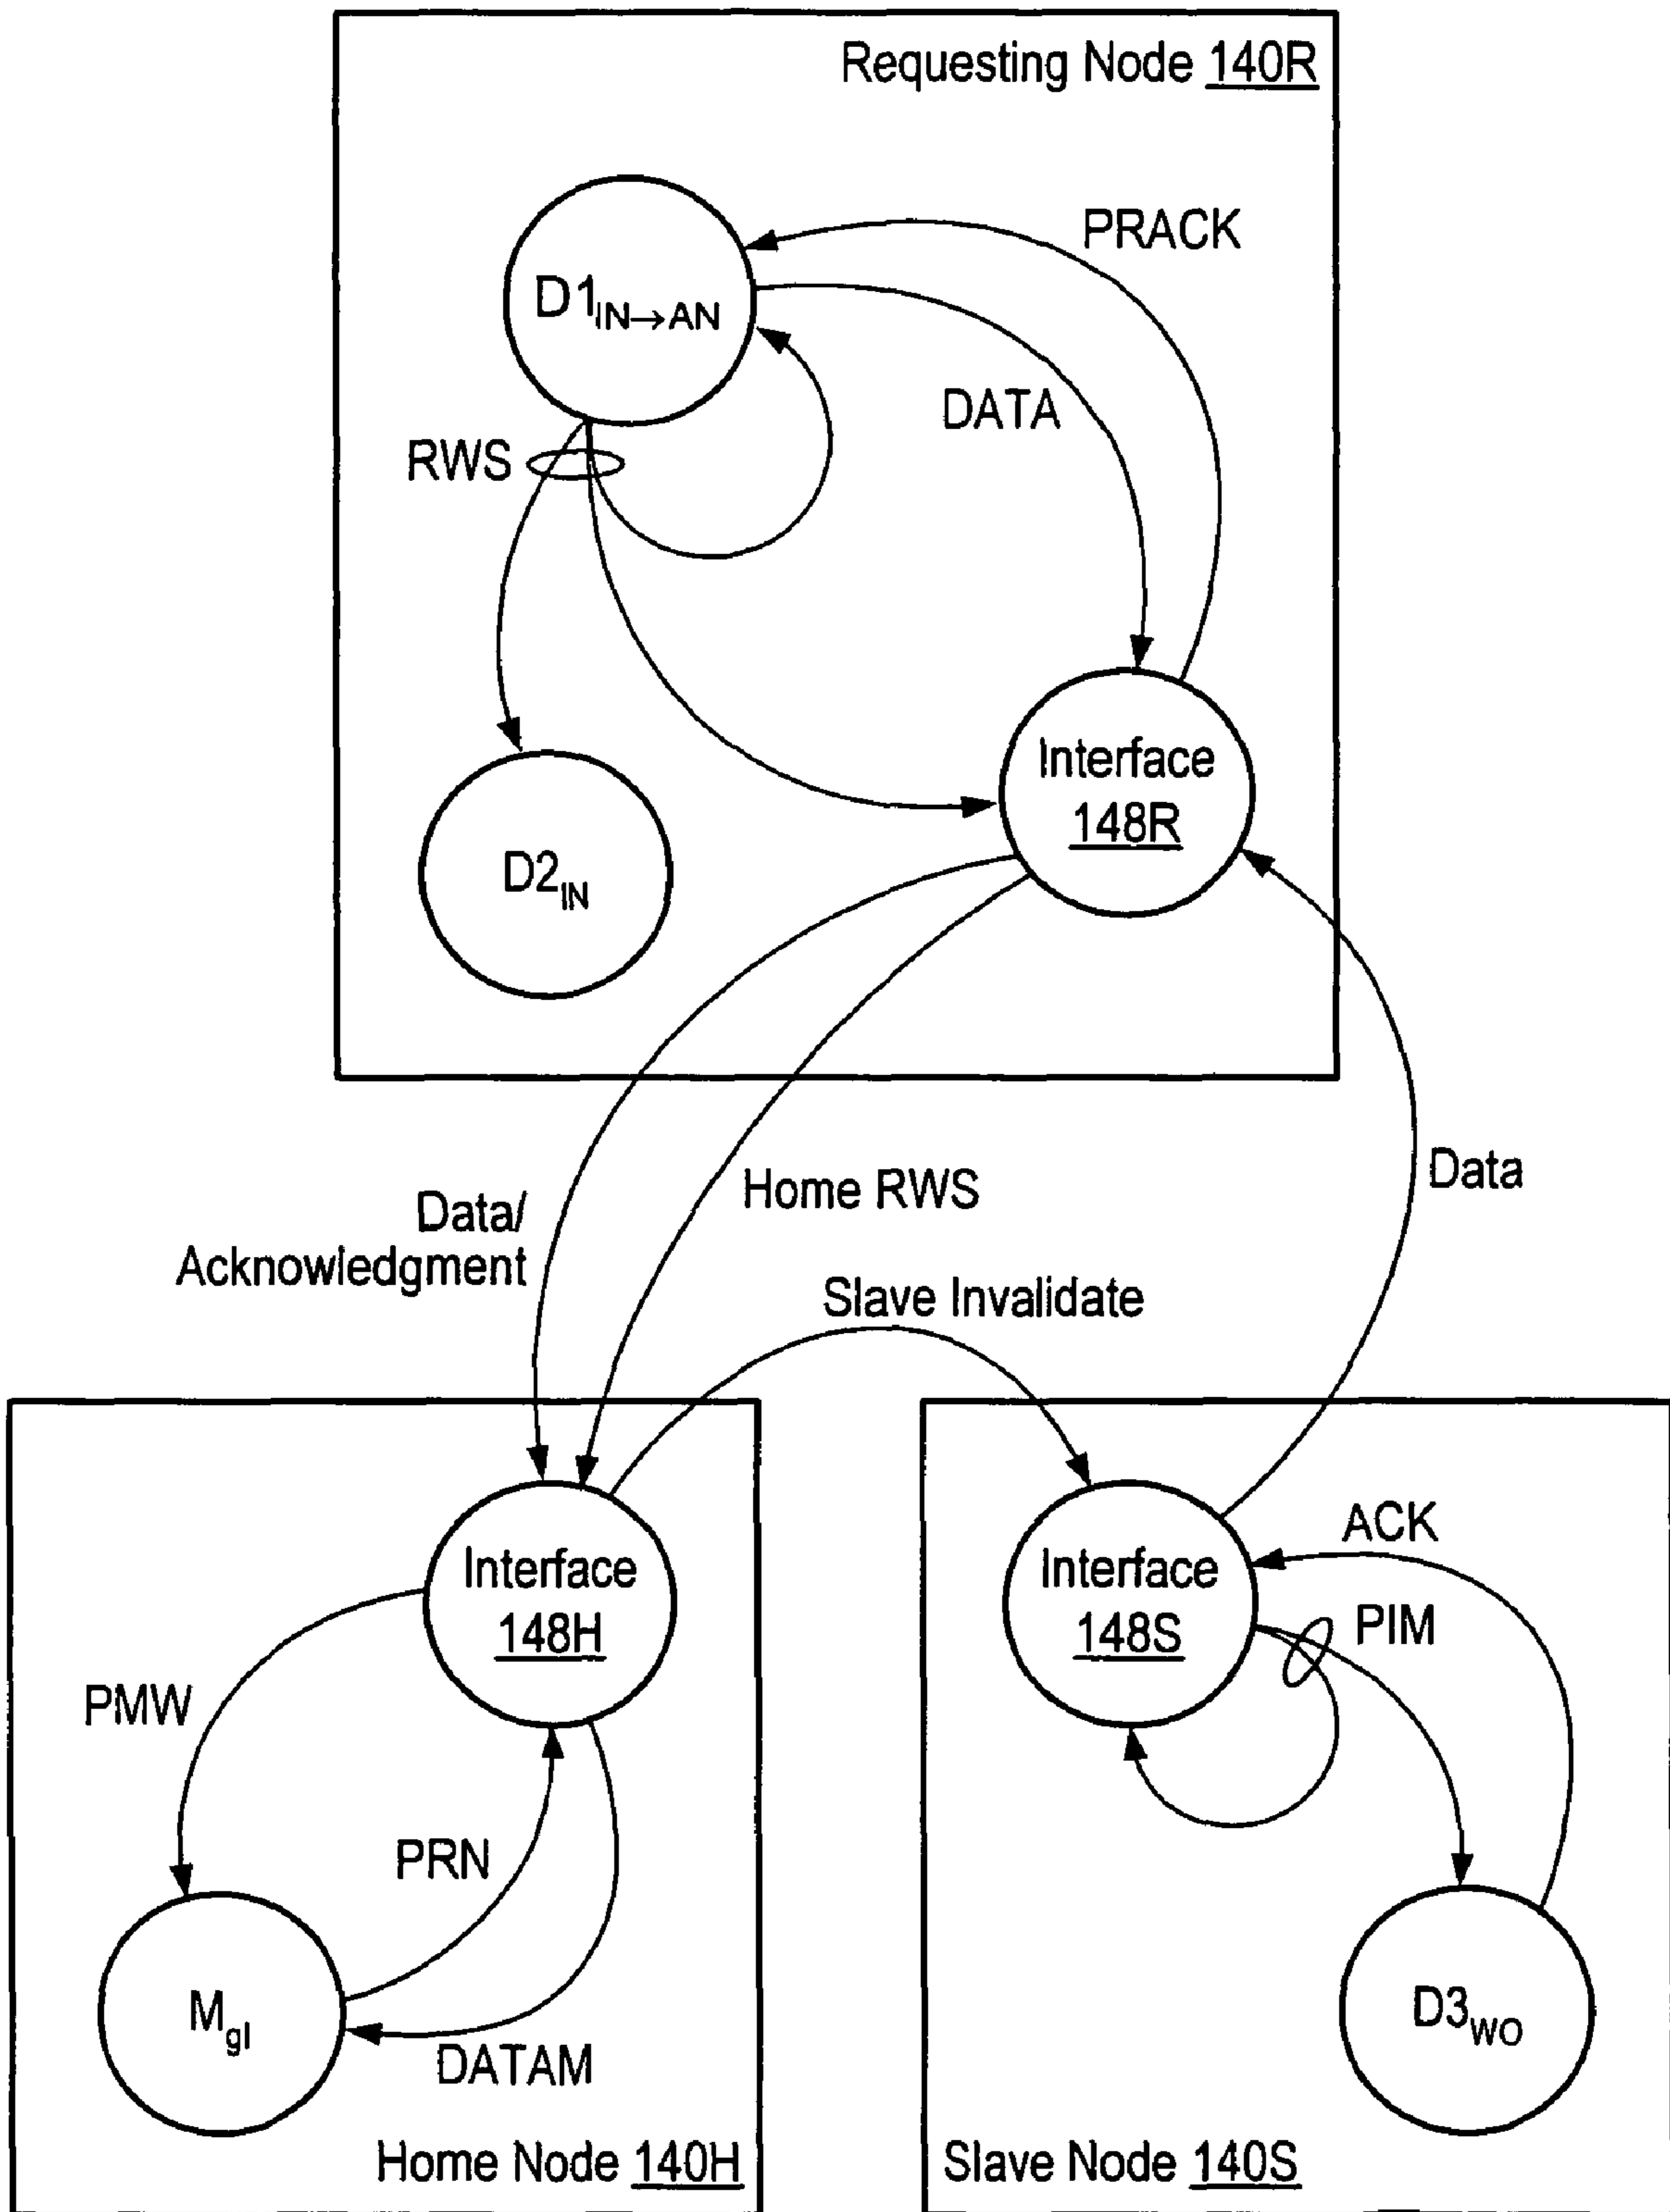 Requesting Node 140R
PRACK
D1IN→AN
DATA
RWS
Interface
148R
D2IN
Data
Home RWS
Data/
Acknowledgment
Slave Invalidate
ACK
Interface
148H
Interface
148S
PIM
PMW
PRN
Mgl
D3WO
DATAM
Home Node 140H
Slave Node 140S